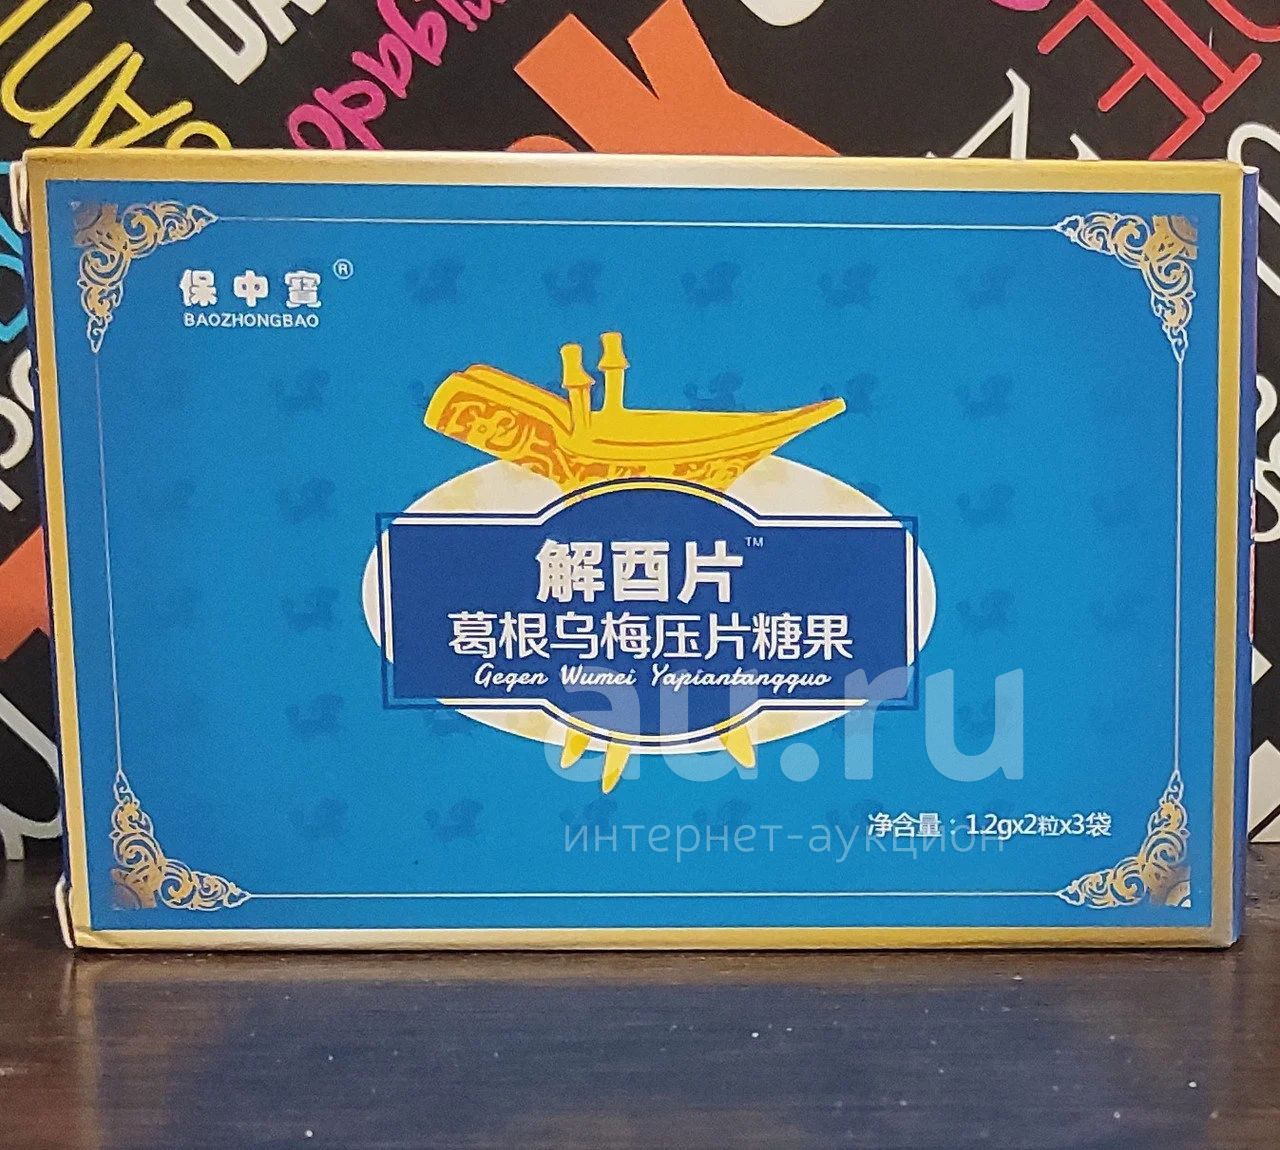 保中寳®
BAOZHONGBAO
解酉片™
葛根乌梅压片糖果
Gegen Wumei Yapiantangguo
au.ru
интернет-аукцион
净含量：1.2gx2粒x3袋